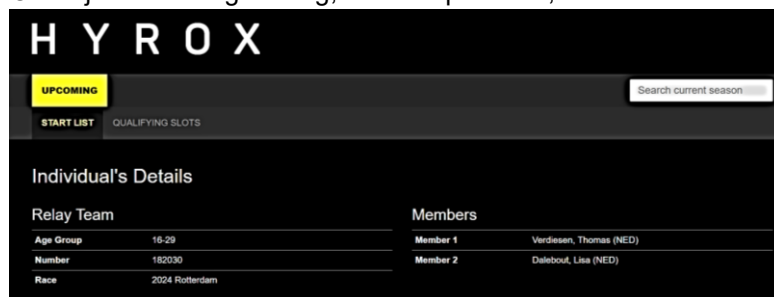 HYROX
UPCOMING
Search current season
START LIST QUALIFYING SLOTS
Individual's Details
Relay Team
Age Group 16-29
Number 182030
Race 2024 Rotterdam
Members
Member 1 Verdiesen, Thomas (NED)
Member 2 Dalebout, Lisa (NED)